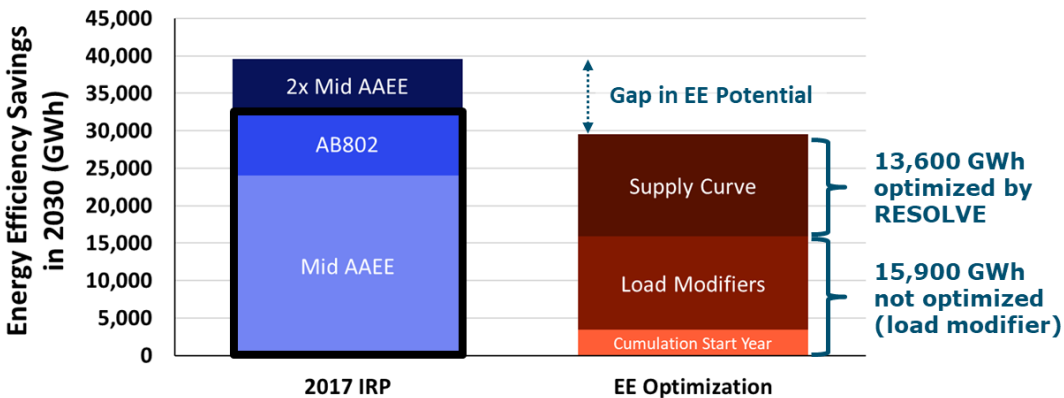 Energy Efficiency Savings
in 2030 (GWh)
45,000
40,000
35,000
30,000
25,000
20,000
15,000
10,000
5,000
0
2x Mid AAEE
AB802
Mid AAEE
2017 IRP
Gap in EE Potential
Supply Curve
Load Modifiers
Cumulation Start Year
EE Optimization
13,600 GWh
optimized by
RESOLVE
15,900 GWh
not optimized
(load modifier)